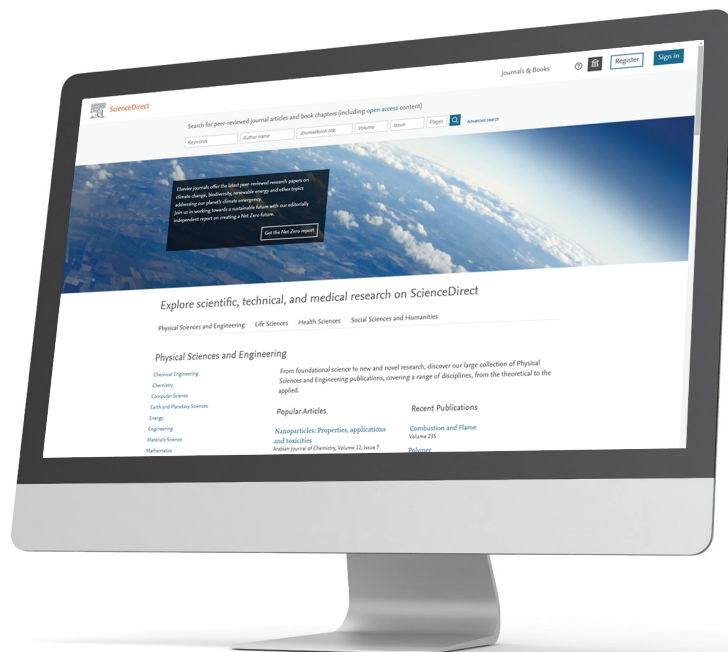 Journals & Books
Register
Sign in
ScienceDirect
Search for peer-reviewed journal articles and book chapters (including open access content)
Keywords
Author name
Journal/book title
Volume
Issue
Pages
Advanced search
Elsevier journals offer the latest peer-reviewed research papers on
climate change, biodiversity, renewable energy and other topics
addressing our planet's climate emergency.
Join us in working towards a sustainable future with our editorially
independent report on creating a Net Zero future.
Get the Net Zero report
Explore scientific, technical, and medical research on ScienceDirect
Physical Sciences and Engineering
Life Sciences
Health Sciences
Social Sciences and Humanities
Physical Sciences and Engineering
Chemical Engineering
Chemistry
Computer Science
Earth and Planetary Sciences
Energy
Engineering
Materials Science
Mathematics
From foundational science to new and novel research, discover our large collection of Physical
Sciences and Engineering publications, covering a range of disciplines, from the theoretical to the
applied.
Popular Articles
Nanoparticles: Properties, applications
and toxicities
Arabian Journal of Chemistry, Volume 12, Issue 7
Recent Publications
Combustion and Flame
Volume 235
Polymer